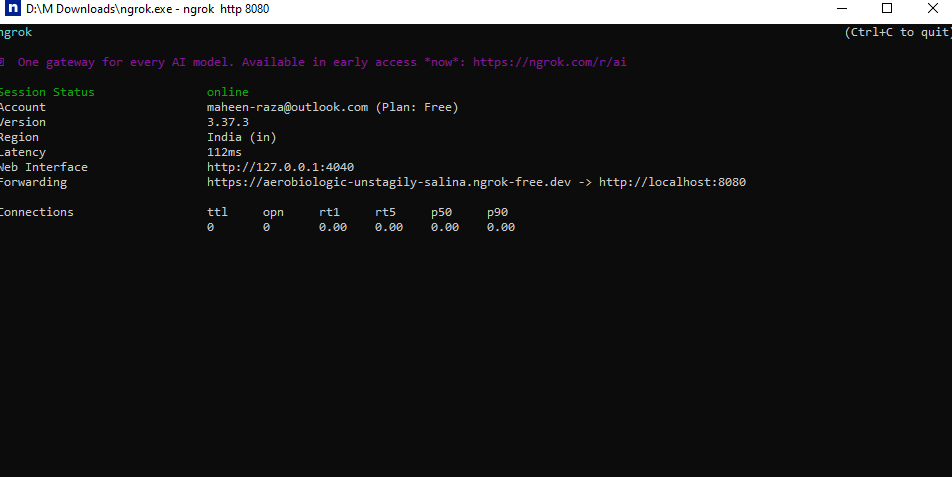 n D:\M Downloads\ngrok.exe - ngrok http 8080
ngrok (Ctrl+C to quit)
One gateway for every AI model. Available in early access *now*: https://ngrok.com/r/ai
Session Status online
Account maheen-raza@outlook.com (Plan: Free)
Version 3.37.3
Region India (in)
Latency 112ms
Web Interface http://127.0.0.1:4040
Forwarding https://aerobiologic-unstagily-salina.ngrok-free.dev -> http://localhost:8080
Connections ttl opn rt1 rt5 p50 p90
0 0 0.00 0.00 0.00 0.00